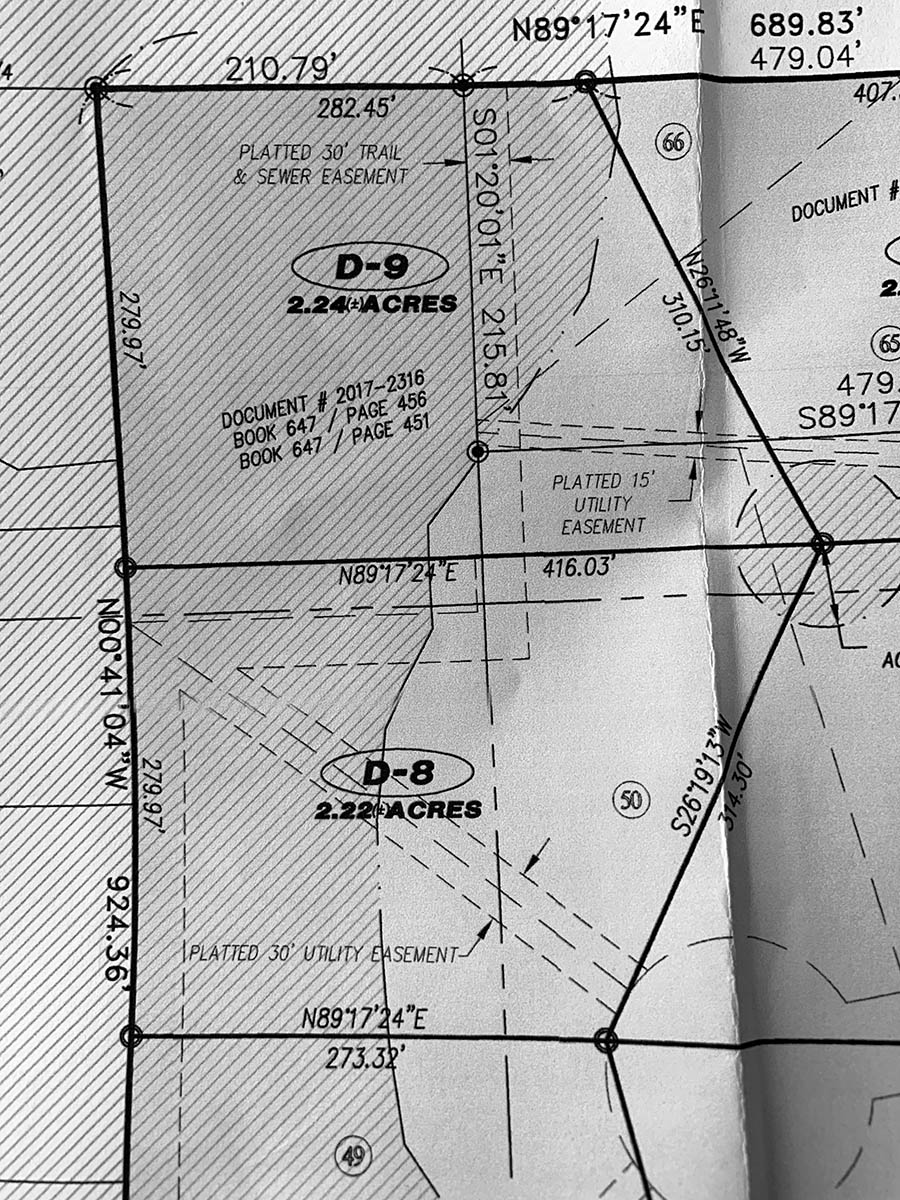 N89°17'24"E 689.83'
479.04'
210.79'
282.45'
407.
/4
66
PLATTED 30' TRAIL
& SEWER EASEMENT
S01°20'01"E 215.81'
DOCUMENT #
D-9
2.24(±)ACRES
2.
N26°11'48"W
310.15'
279.97'
65
479.
S89°17
DOCUMENT # 2017-2316
BOOK 647 / PAGE 456
BOOK 647 / PAGE 451
PLATTED 15'
UTILITY
EASEMENT
N89°17'24"E 416.03'
N00°41'04"W 924.36'
AC
D-8
2.22(±)ACRES
279.97'
50
S26°19'13"W
314.30'
PLATTED 30' UTILITY EASEMENT
N89°17'24"E
273.32'
49